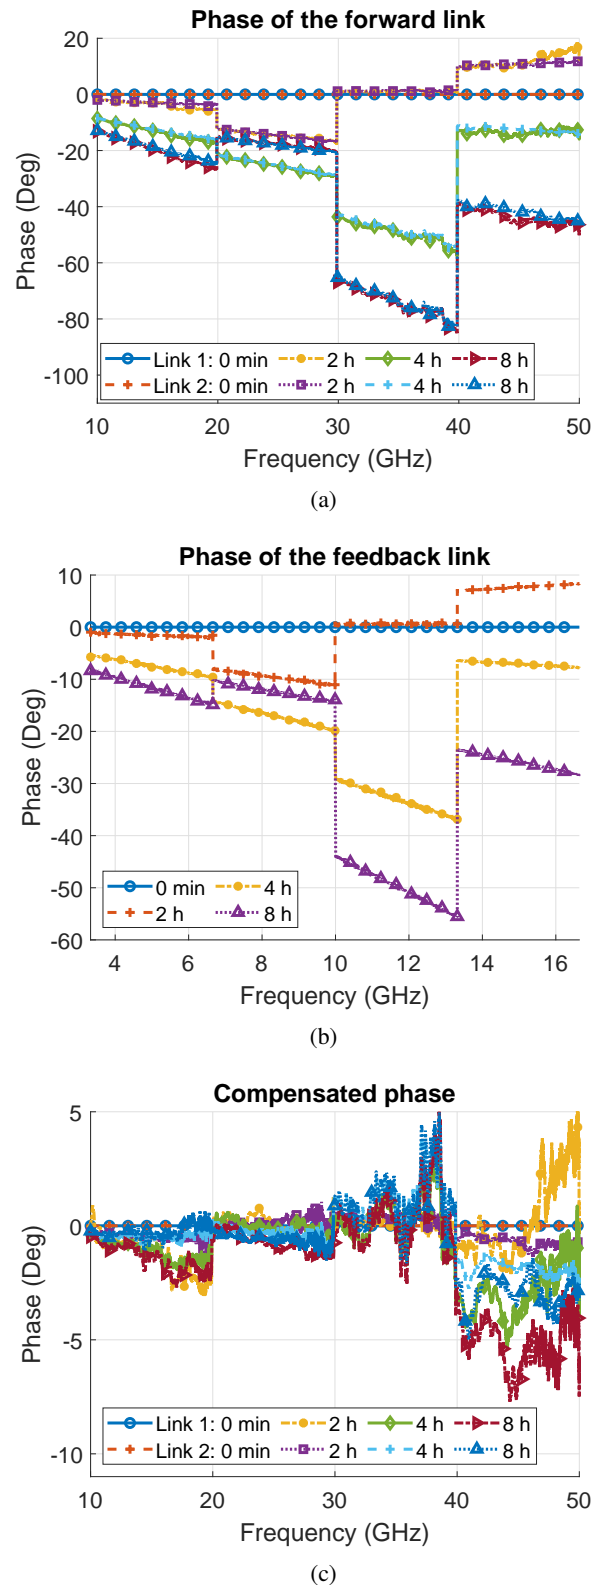 Phase of the forward link
20
0
-20
-40
-60
-80
-100
Phase (Deg)
Link 1: 0 min 2 h 4 h 8 h
Link 2: 0 min 2 h 4 h 8 h
10 20 30 40 50
Frequency (GHz)
(a)
Phase of the feedback link
10
0
-10
-20
-30
-40
-50
-60
Phase (Deg)
0 min 4 h
2 h 8 h
4 6 8 10 12 14 16
Frequency (GHz)
(b)
Compensated phase
5
0
-5
-10
Phase (Deg)
Link 1: 0 min 2 h 4 h 8 h
Link 2: 0 min 2 h 4 h 8 h
10 20 30 40 50
Frequency (GHz)
(c)